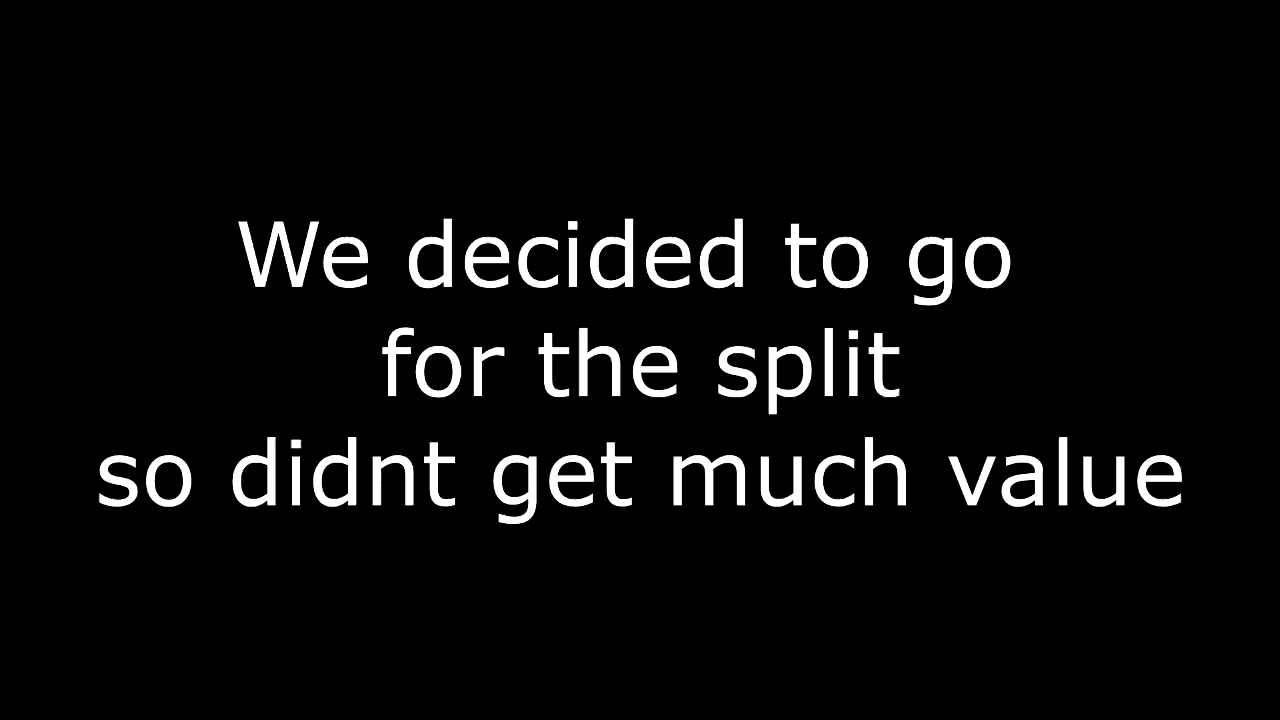 We decided to go
for the split
so didnt get much value